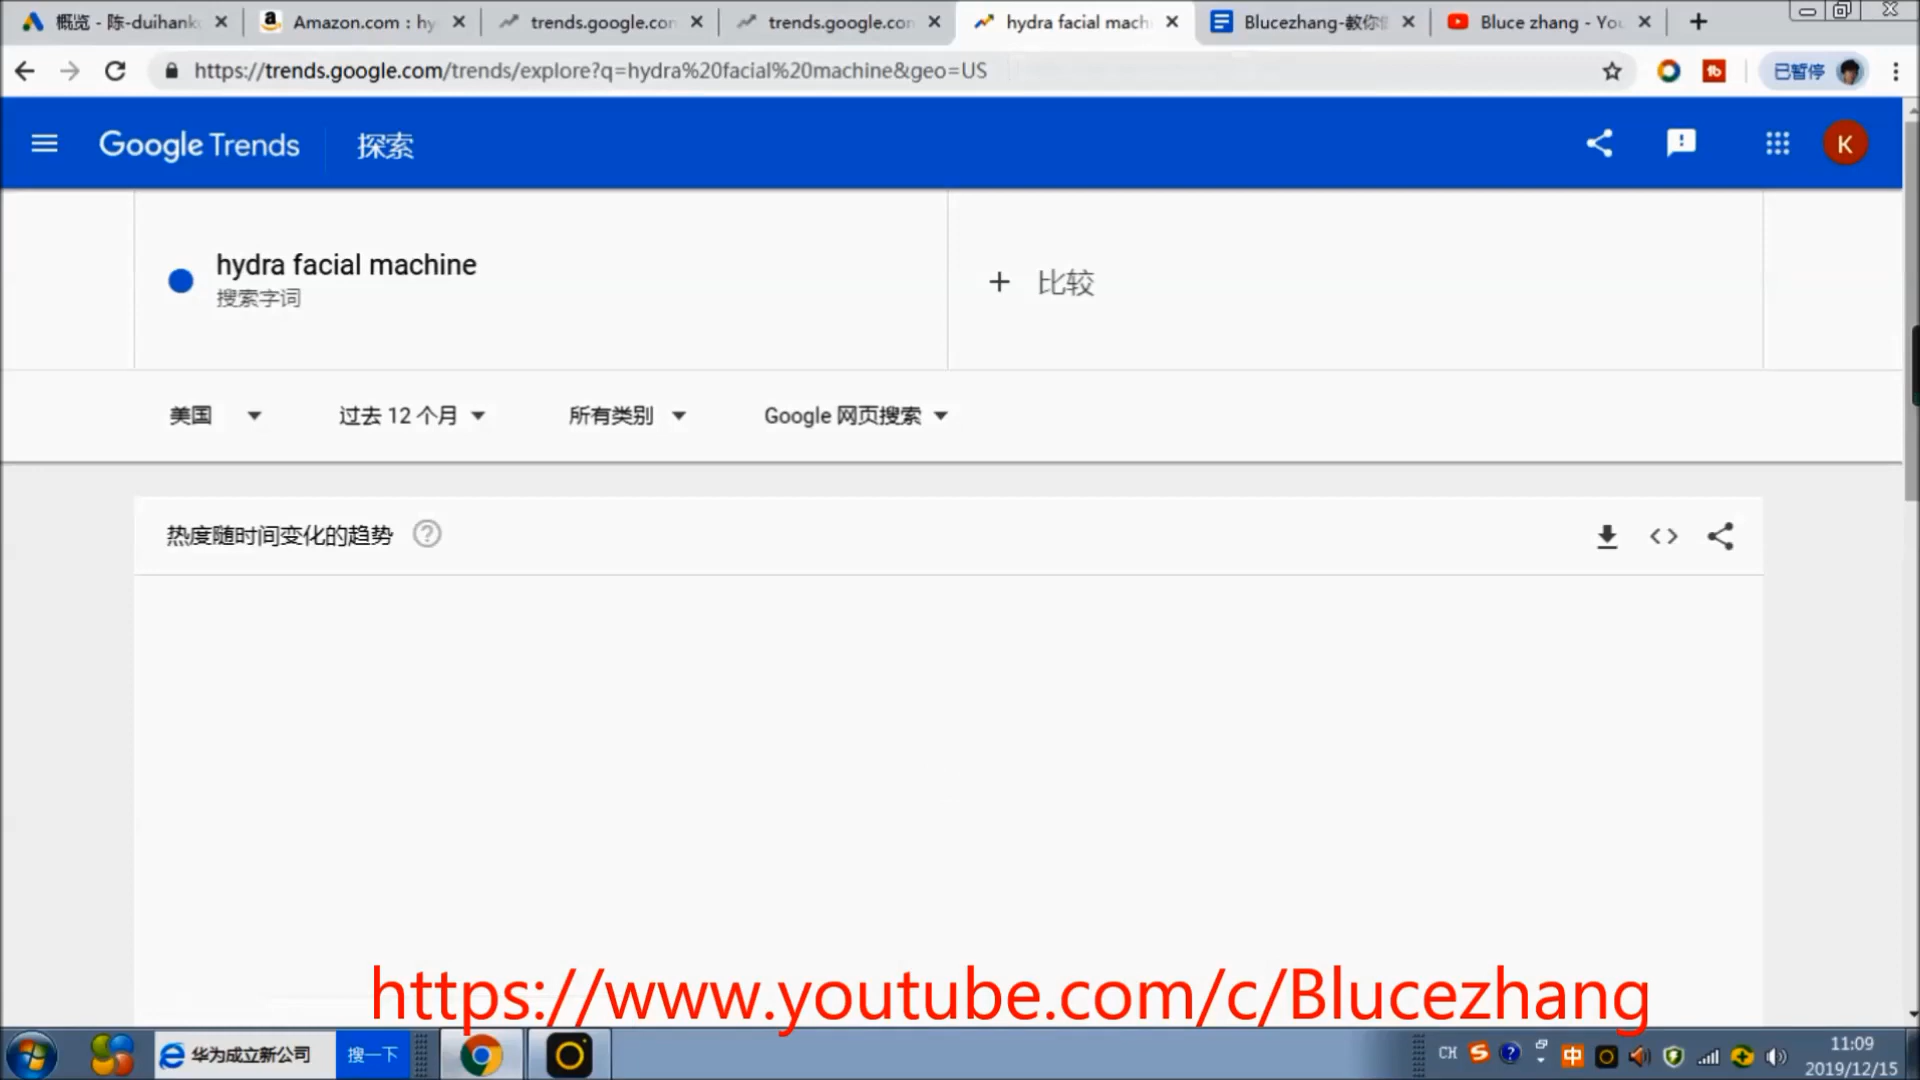 概览 - 陈-duihank
Amazon.com : hy
trends.google.con
trends.google.con
hydra facial mach
Blucezhang-教你
Bluce zhang - You
https://trends.google.com/trends/explore?q=hydra%20facial%20machine&geo=US
已暂停
Google Trends
探索
K
hydra facial machine
搜索字词
+ 比较
美国
过去 12 个月
所有类别
Google 网页搜索
热度随时间变化的趋势
https://www.youtube.com/c/Blucezhang
华为成立新公司
搜一下
CH
中
11:09
2019/12/15